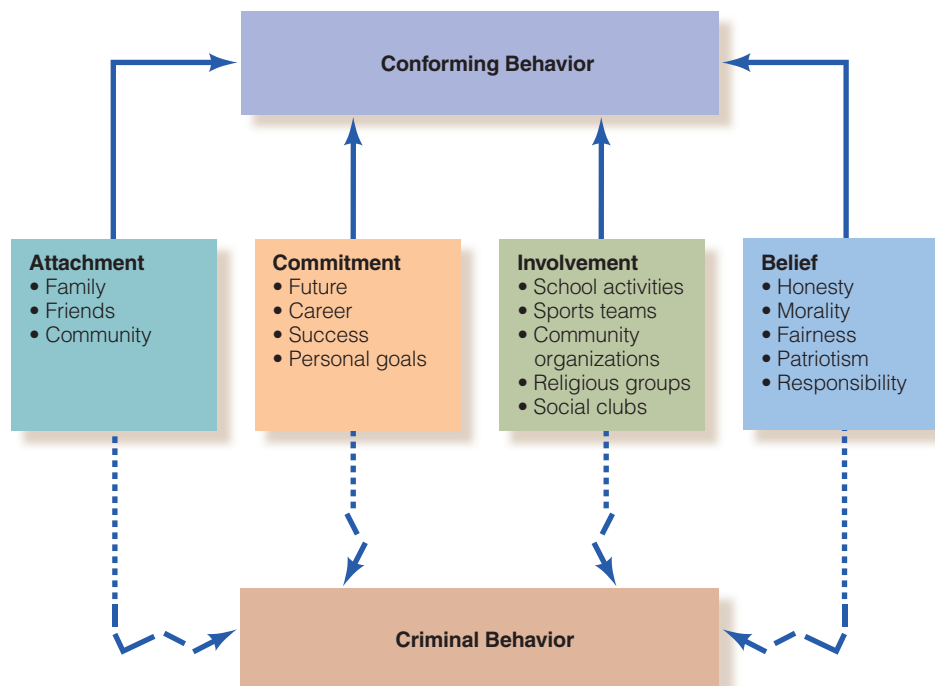 Conforming Behavior
Attachment
• Family
• Friends
• Community
Commitment
• Future
• Career
• Success
• Personal goals
Involvement
• School activities
• Sports teams
• Community
organizations
• Religious groups
• Social clubs
Belief
• Honesty
• Morality
• Fairness
• Patriotism
• Responsibility
Criminal Behavior